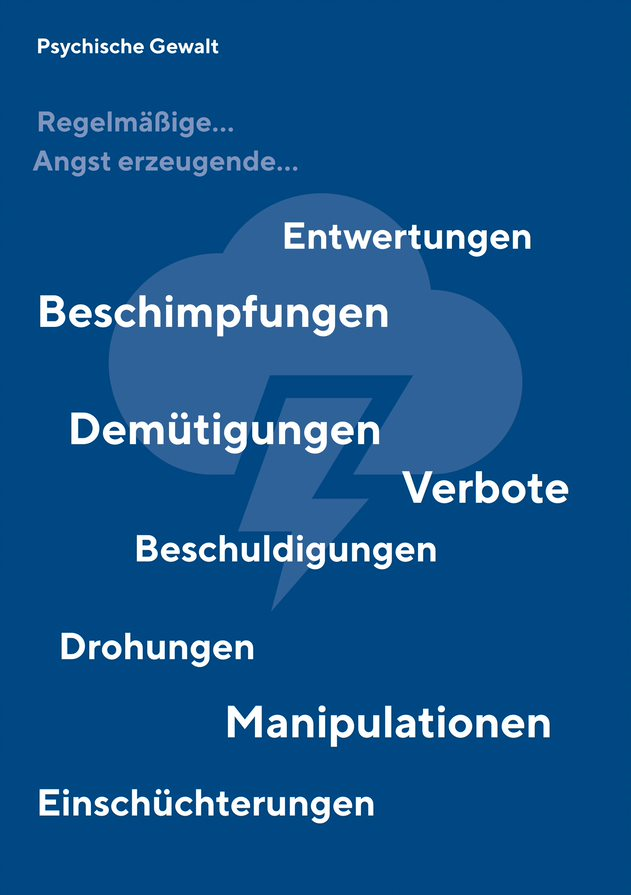 Psychische Gewalt
Regelmäßige...
Angst erzeugende...
Entwertungen
Beschimpfungen
Demütigungen
Verbote
Beschuldigungen
Drohungen
Manipulationen
Einschüchterungen